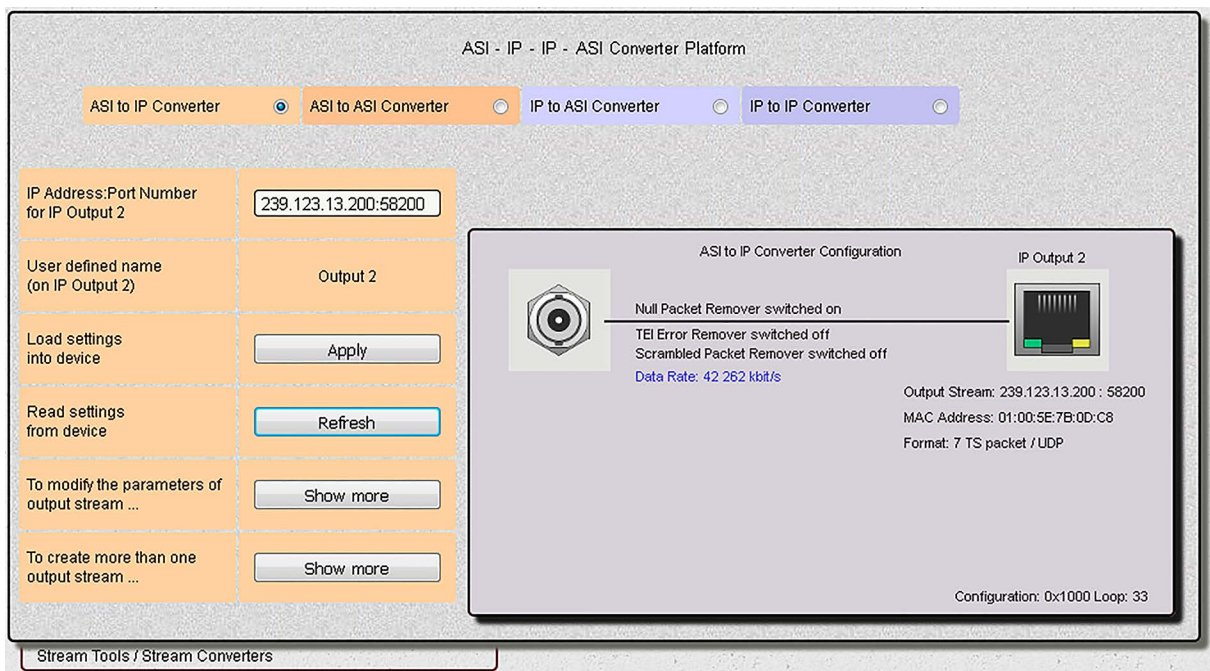 ASI - IP - IP - ASI Converter Platform
ASI to IP Converter
ASI to ASI Converter
IP to ASI Converter
IP to IP Converter
IP Address:Port Number
for IP Output 2
239.123.13.200:58200
User defined name
(on IP Output 2)
Output 2
Load settings
into device
Apply
Read settings
from device
Refresh
To modify the parameters of
output stream ...
Show more
To create more than one
output stream ...
Show more
ASI to IP Converter Configuration
IP Output 2
Null Packet Remover switched on
TEI Error Remover switched off
Scrambled Packet Remover switched off
Data Rate: 42 262 kbit/s
Output Stream: 239.123.13.200 : 58200
MAC Address: 01:00:5E:7B:0D:C8
Format: 7 TS packet / UDP
Configuration: 0x1000 Loop: 33
Stream Tools / Stream Converters